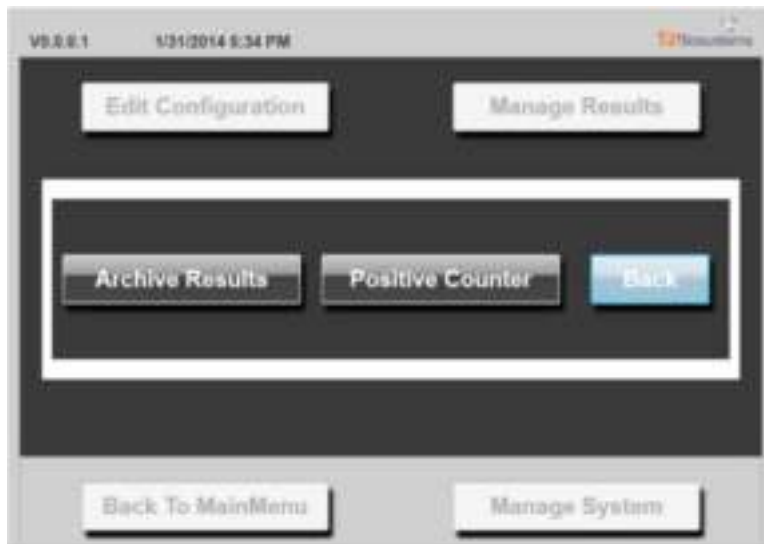 V0.0.0.1 1/31/2014 5:34 PM T2Biosystems
Edit Configuration Manage Results
Archive Results Positive Counter Back
Back To MainMenu Manage System